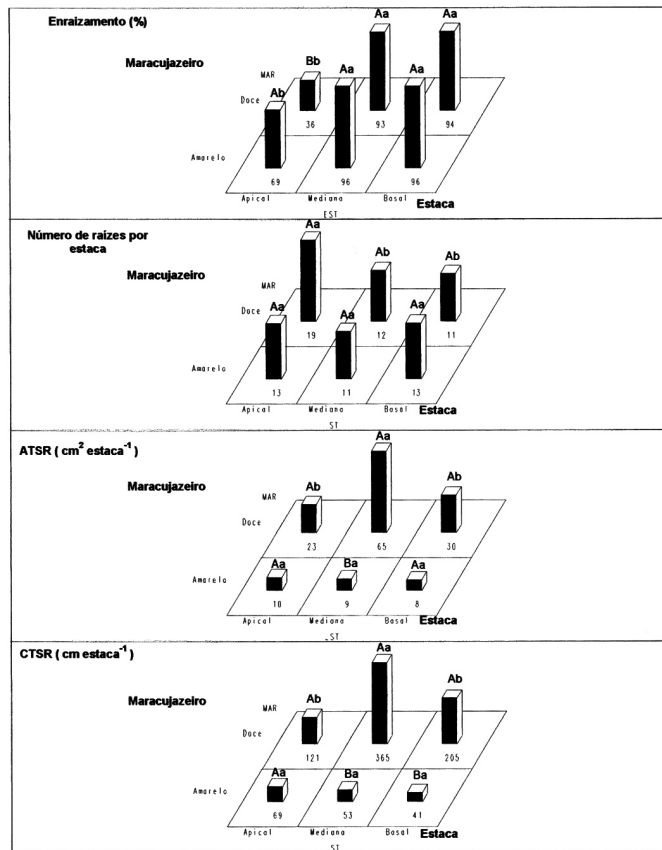 Enraizamento (%)
Aa Aa
Maracujazeiro
MAR Bb Aa Aa
Doce Ab
36 93 94
Amarelo
69 96 96
Apical Mediana Basal Estaca
EST
Aa
Número de raízes por
estaca
Maracujazeiro
Ab Ab
MAR
Doce Aa Aa Aa
19 12 11
Amarelo
13 11 13
Apical Mediana Basal Estaca
ST
ATSR ( cm² estaca⁻¹ )
Aa
Maracujazeiro
Ab Ab
MAR
Doce
23 65 30
Amarelo Aa Ba Aa
10 9 8
Apical Mediana Basal Estaca
ST
CTSR ( cm estaca⁻¹ )
Aa
Maracujazeiro
Ab Ab
MAR
Doce
121 365 205
Aa Ba Ba
Amarelo
69 53 41
Apical Mediana Basal Estaca
ST